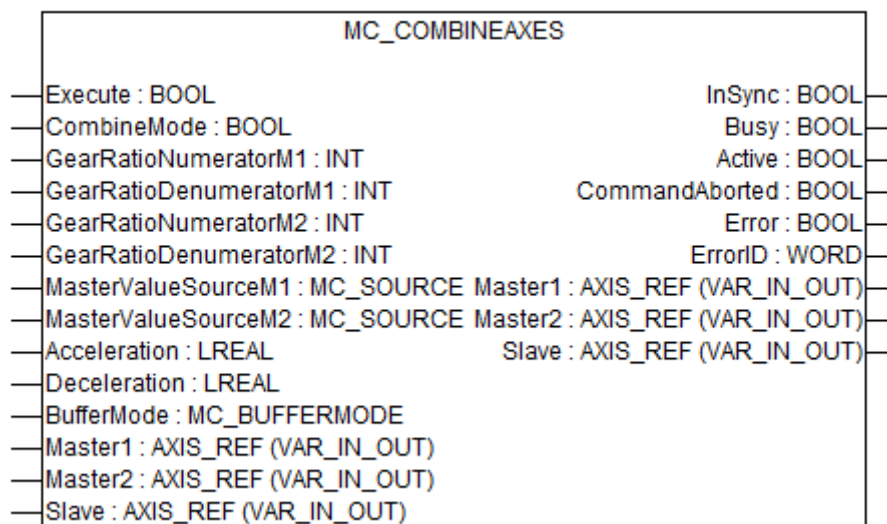 MC_COMBINEAXES
Execute : BOOL InSync : BOOL
CombineMode : BOOL Busy : BOOL
GearRatioNumeratorM1 : INT Active : BOOL
GearRatioDenumeratorM1 : INT CommandAborted : BOOL
GearRatioNumeratorM2 : INT Error : BOOL
GearRatioDenumeratorM2 : INT ErrorID : WORD
MasterValueSourceM1 : MC_SOURCE Master1 : AXIS_REF (VAR_IN_OUT)
MasterValueSourceM2 : MC_SOURCE Master2 : AXIS_REF (VAR_IN_OUT)
Acceleration : LREAL Slave : AXIS_REF (VAR_IN_OUT)
Deceleration : LREAL
BufferMode : MC_BUFFERMODE
Master1 : AXIS_REF (VAR_IN_OUT)
Master2 : AXIS_REF (VAR_IN_OUT)
Slave : AXIS_REF (VAR_IN_OUT)